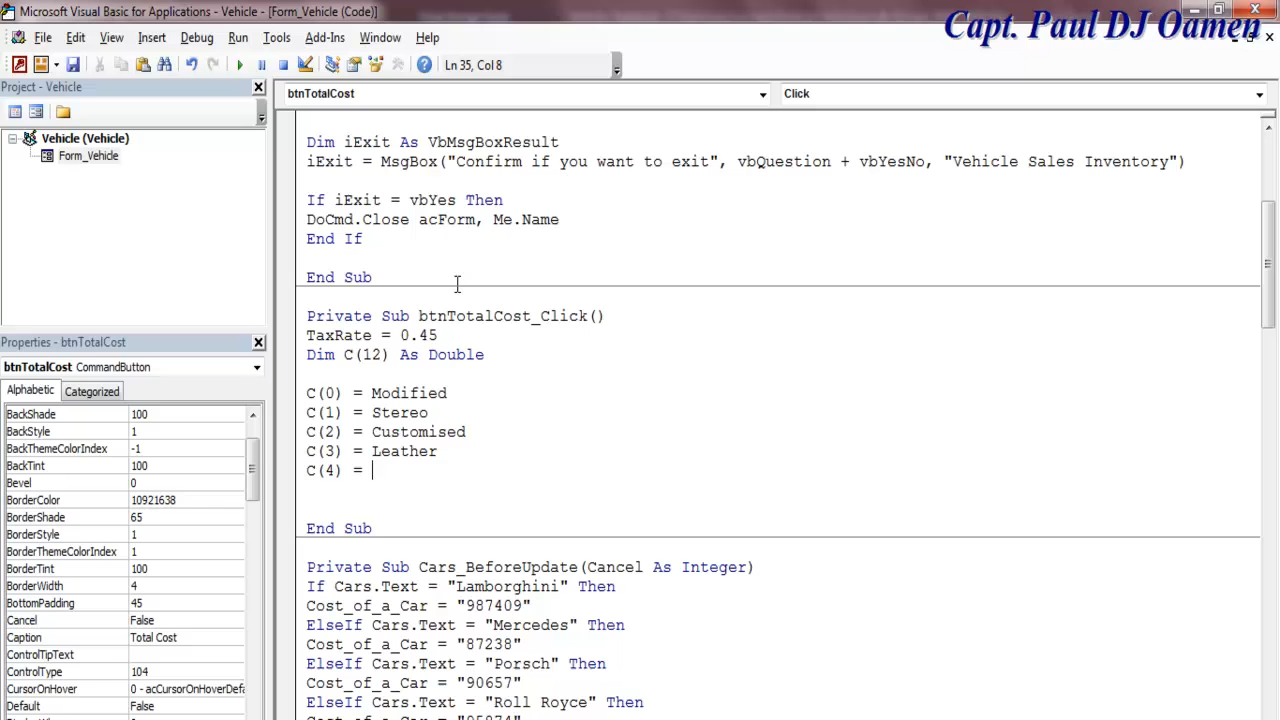 Microsoft Visual Basic for Applications - Vehicle - [Form_Vehicle (Code)]
Capt. Paul DJ Oamen
File Edit View Insert Format Debug Run Tools Add-Ins Window Help
Ln 35, Col 8
Project - Vehicle
Vehicle (Vehicle)
Form_Vehicle
Properties - btnTotalCost
btnTotalCost CommandButton
Alphabetic Categorized
BackShade 100
BackStyle 1
BackThemeColorIndex -1
BackTint 100
Bevel 0
BorderColor 10921638
BorderShade 65
BorderStyle 1
BorderThemeColorIndex 1
BorderTint 100
BorderWidth 4
BottomPadding 45
Cancel False
Caption Total Cost
ControlTipText
ControlType 104
CursorOnHover 0 - acCursorOnHoverDefa
Default False
btnTotalCost Click
Dim iExit As VbMsgBoxResult
iExit = MsgBox("Confirm if you want to exit", vbQuestion + vbYesNo, "Vehicle Sales Inventory")
If iExit = vbYes Then
DoCmd.Close acForm, Me.Name
End If
End Sub
Private Sub btnTotalCost_Click()
TaxRate = 0.45
Dim C(12) As Double
C(0) = Modified
C(1) = Stereo
C(2) = Customised
C(3) = Leather
C(4) =
End Sub
Private Sub Cars_BeforeUpdate(Cancel As Integer)
If Cars.Text = "Lamborghini" Then
Cost_of_a_Car = "987409"
ElseIf Cars.Text = "Mercedes" Then
Cost_of_a_Car = "87238"
ElseIf Cars.Text = "Porsch" Then
Cost_of_a_Car = "90657"
ElseIf Cars.Text = "Roll Royce" Then